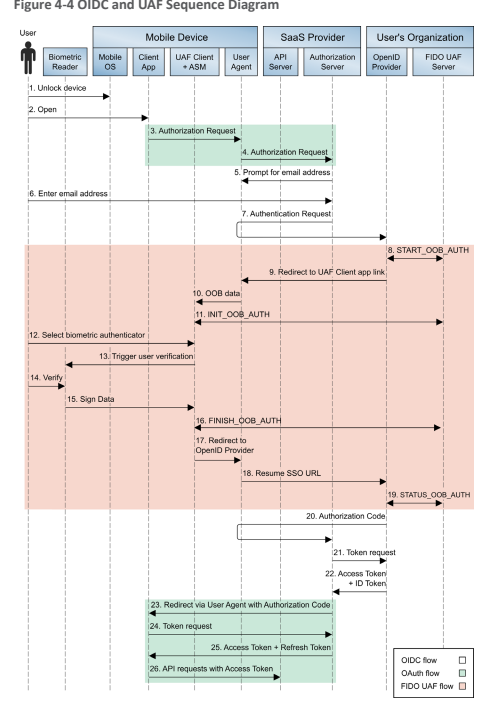 Figure 4-4 OIDC and UAF Sequence Diagram
User
Mobile Device
SaaS Provider
User's Organization
Biometric
Reader
Mobile
OS
Client
App
UAF Client
+ ASM
User
Agent
API
Server
Authorization
Server
OpenID
Provider
FIDO UAF
Server
1. Unlock device
2. Open
3. Authorization Request
4. Authorization Request
5. Prompt for email address
6. Enter email address
7. Authentication Request
8. START_OOB_AUTH
9. Redirect to UAF Client app link
10. OOB data
11. INIT_OOB_AUTH
12. Select biometric authenticator
13. Trigger user verification
14. Verify
15. Sign Data
16. FINISH_OOB_AUTH
17. Redirect to
OpenID Provider
18. Resume SSO URL
19. STATUS_OOB_AUTH
20. Authorization Code
21. Token request
22. Access Token
+ ID Token
23. Redirect via User Agent with Authorization Code
24. Token request
25. Access Token + Refresh Token
26. API requests with Access Token
OIDC flow
OAuth flow
FIDO UAF flow